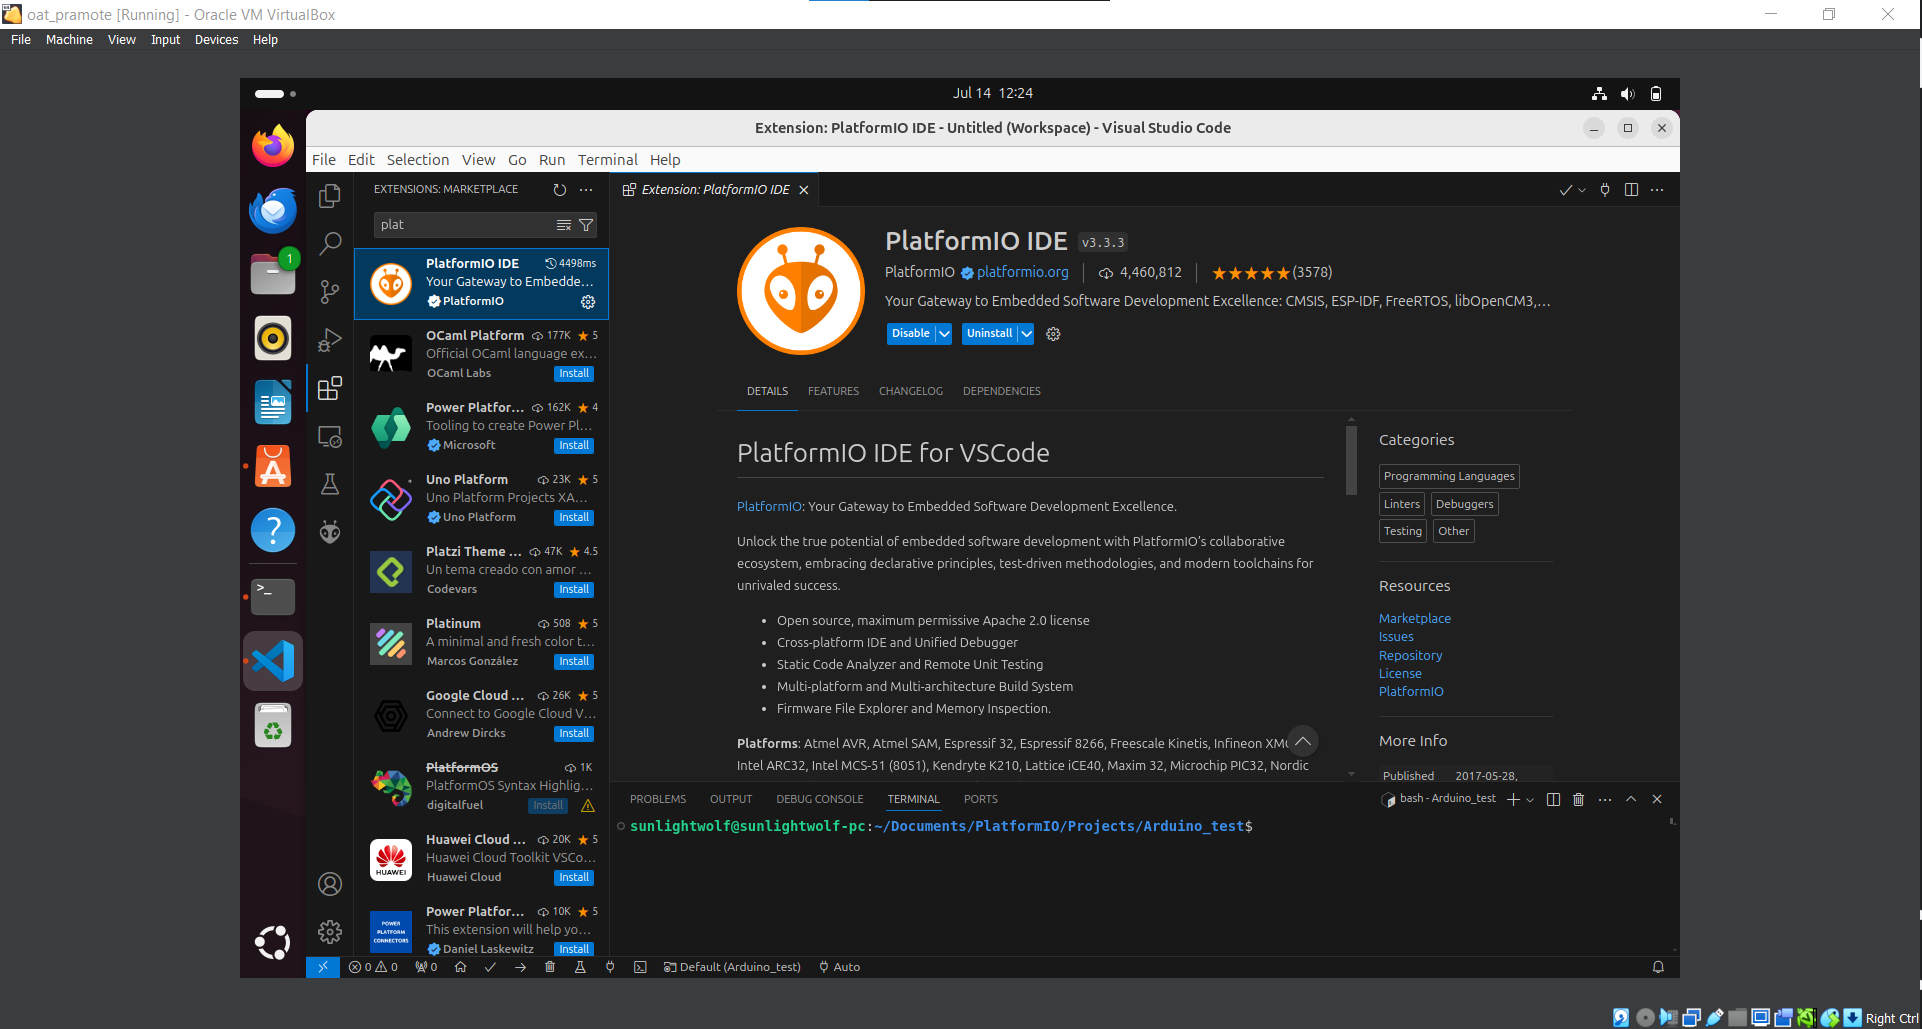 oat_pramote [Running] - Oracle VM VirtualBox
File Machine View Input Devices Help
Jul 14 12:24
Extension: PlatformIO IDE - Untitled (Workspace) - Visual Studio Code
File Edit Selection View Go Run Terminal Help
EXTENSIONS: MARKETPLACE
plat
PlatformIO IDE 4498ms
Your Gateway to Embedde...
PlatformIO
OCaml Platform 177K ★ 5
Official OCaml language ex...
OCaml Labs Install
Power Platfor... 162K ★ 4
Tooling to create Power Pl...
Microsoft Install
Uno Platform 23K ★ 5
Uno Platform Projects XA...
Uno Platform Install
Platzi Theme ... 47K ★ 4.5
Un tema creado con amor ...
Codevars Install
Platinum 508 ★ 5
A minimal and fresh color t...
Marcos González Install
Google Cloud ... 26K ★ 5
Connect to Google Cloud V...
Andrew Dircks Install
PlatformOS 1K
PlatformOS Syntax Highlig...
digitalfuel Install
HUAWEI
Huawei Cloud ... 20K ★ 5
Huawei Cloud Toolkit VSCo...
Huawei Cloud Install
POWER
PLATFORM
CONNECTORS
Power Platfor... 10K ★ 5
This extension will help yo...
Daniel Laskewitz Install
Extension: PlatformIO IDE
PlatformIO IDE v3.3.3
PlatformIO platformio.org 4,460,812 ★★★★★(3578)
Your Gateway to Embedded Software Development Excellence: CMSIS, ESP-IDF, FreeRTOS, libOpenCM3,...
Disable Uninstall
DETAILS FEATURES CHANGELOG DEPENDENCIES
PlatformIO IDE for VSCode
PlatformIO: Your Gateway to Embedded Software Development Excellence.
Unlock the true potential of embedded software development with PlatformIO's collaborative
ecosystem, embracing declarative principles, test-driven methodologies, and modern toolchains for
unrivaled success.
• Open source, maximum permissive Apache 2.0 license
• Cross-platform IDE and Unified Debugger
• Static Code Analyzer and Remote Unit Testing
• Multi-platform and Multi-architecture Build System
• Firmware File Explorer and Memory Inspection.
Platforms: Atmel AVR, Atmel SAM, Espressif 32, Espressif 8266, Freescale Kinetis, Infineon
Intel ARC32, Intel MCS-51 (8051), Kendryte K210, Lattice iCE40, Maxim 32, Microchip PIC32, Nordic
Categories
Programming Languages
Linters Debuggers
Testing Other
Resources
Marketplace
Issues
Repository
License
PlatformIO
More Info
Published 2017-05-28,
PROBLEMS OUTPUT DEBUG CONSOLE TERMINAL PORTS
bash - Arduino_test
sunlightwolf@sunlightwolf-pc:~/Documents/PlatformIO/Projects/Arduino_test$
1
0 0 0 Default (Arduino_test) Auto
Right Ctrl